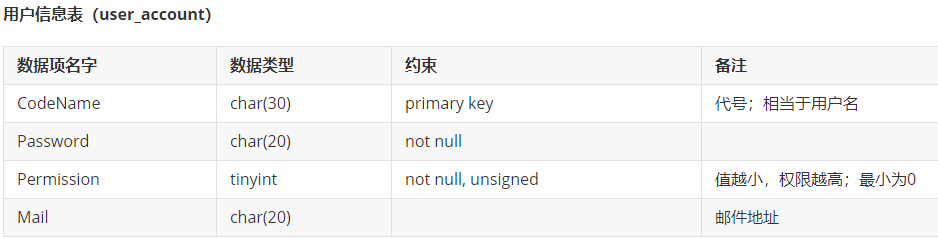 用户信息表（user_account）
数据项名字 数据类型 约束 备注
CodeName char(30) primary key 代号；相当于用户名
Password char(20) not null
Permission tinyint not null, unsigned 值越小，权限越高；最小为0
Mail char(20) 邮件地址